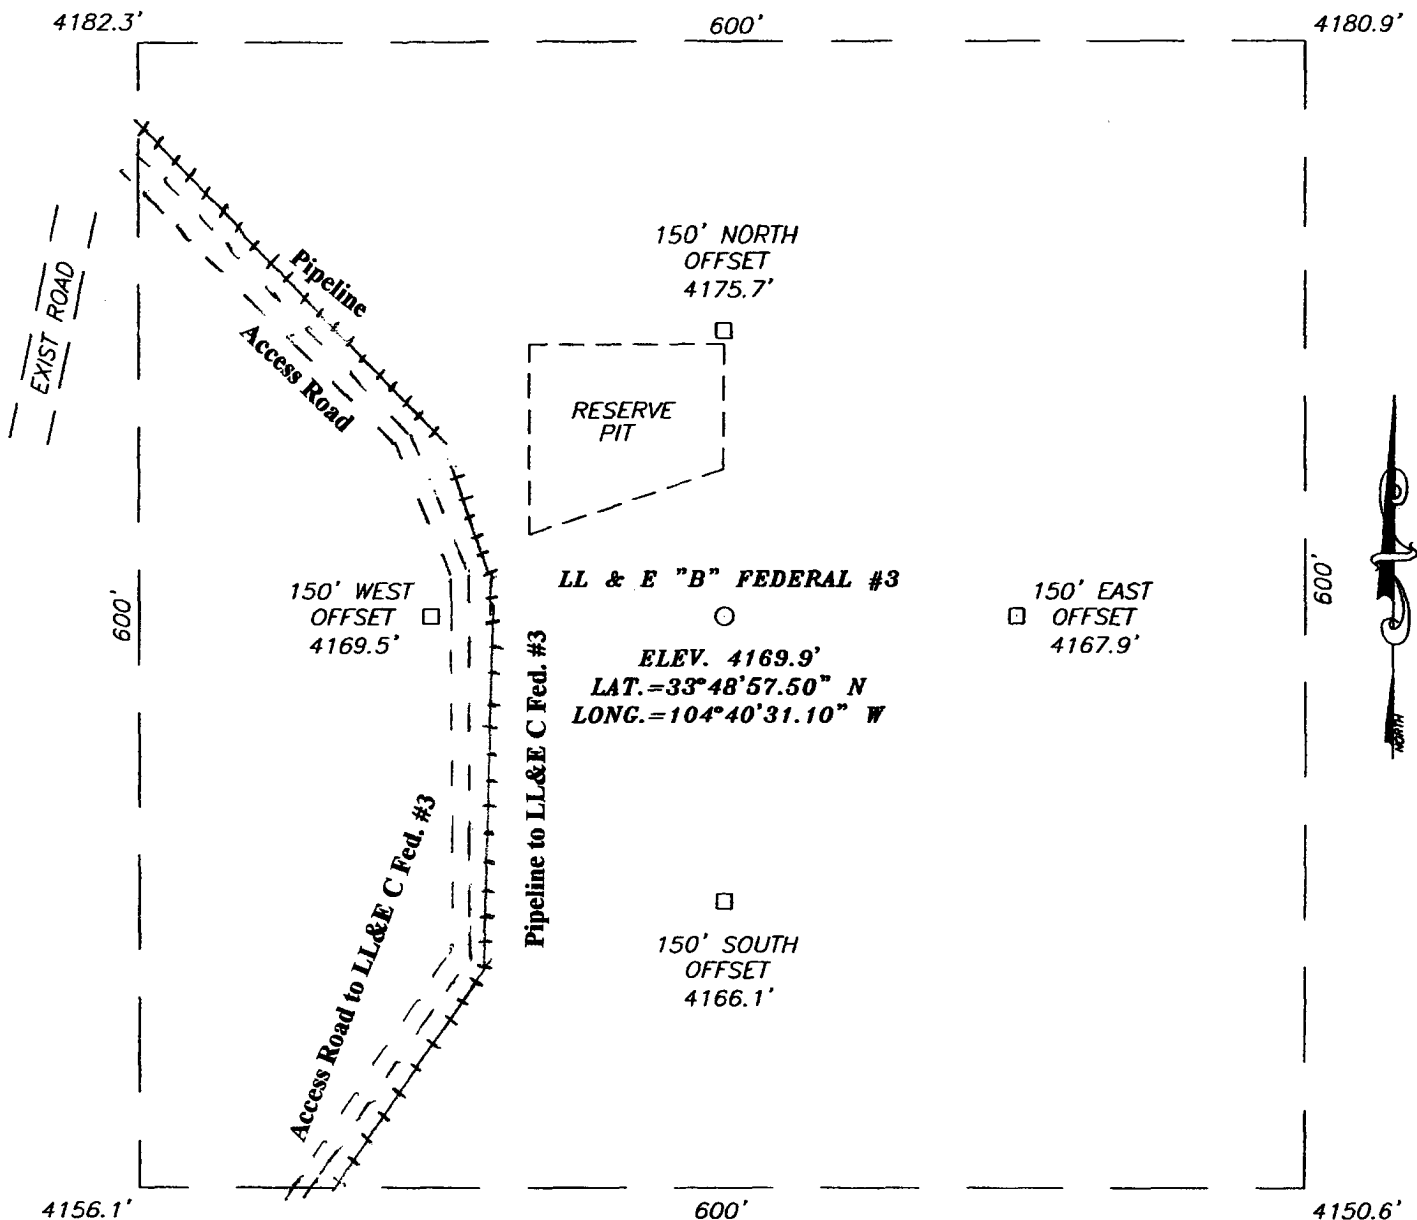 4182.3'
600'
4180.9'
150' NORTH
OFFSET
4175.7'
Pipeline
EXIST ROAD
Access Road
RESERVE
PIT
LL & E "B" FEDERAL #3
150' WEST
OFFSET
4169.5'
150' EAST
OFFSET
4167.9'
600'
600'
ELEV. 4169.9'
LAT.=33°48'57.50" N
LONG.=104°40'31.10" W
NORTH
Pipeline to LL&E C Fed. #3
Access Road to LL&E C Fed. #3
150' SOUTH
OFFSET
4166.1'
4156.1'
600'
4150.6'